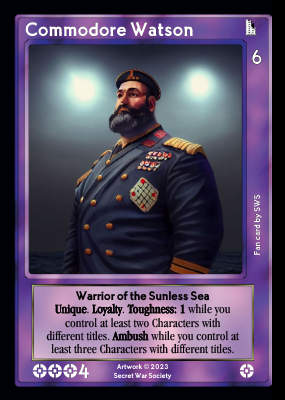 Commodore Watson
6
Fan card by SWS
Warrior of the Sunless Sea
Unique. Loyalty. Toughness: 1 while you
control at least two Characters with
different titles. Ambush while you control at
least three Characters with different titles.
4
Artwork © 2023
Secret War Society